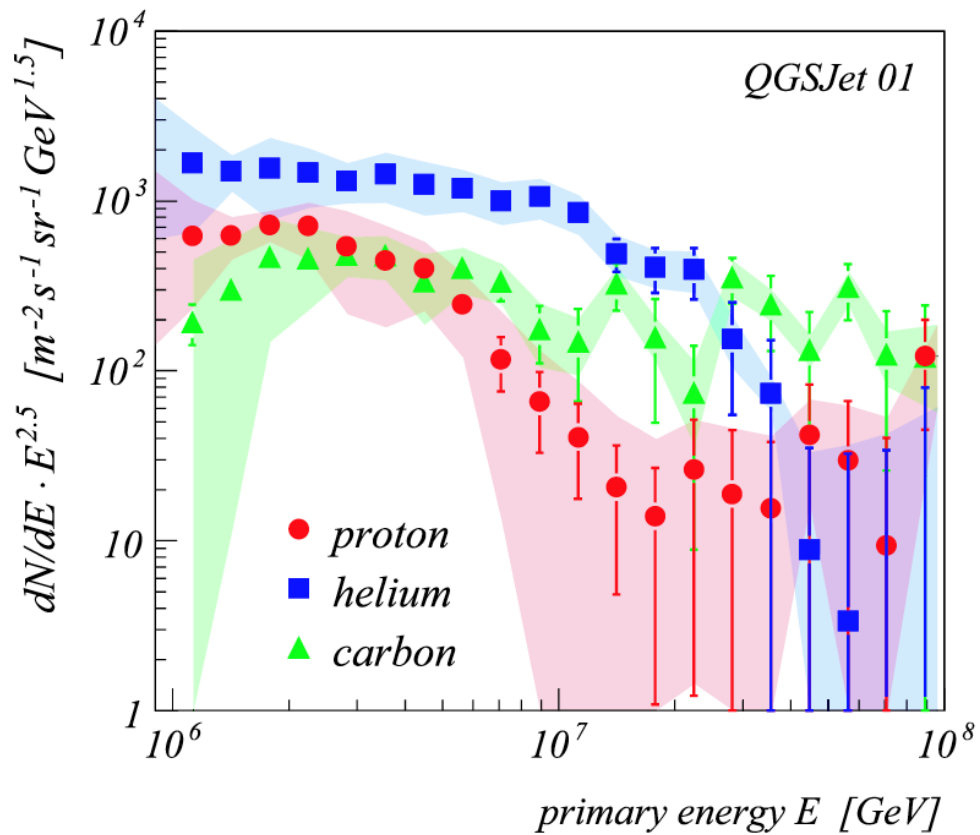 QGSJet 01
dN/dE · E^2.5 [m^-2 s^-1 sr^-1 GeV^1.5]
10^4
10^3
10^2
10
1
proton
helium
carbon
10^6
10^7
10^8
primary energy E [GeV]